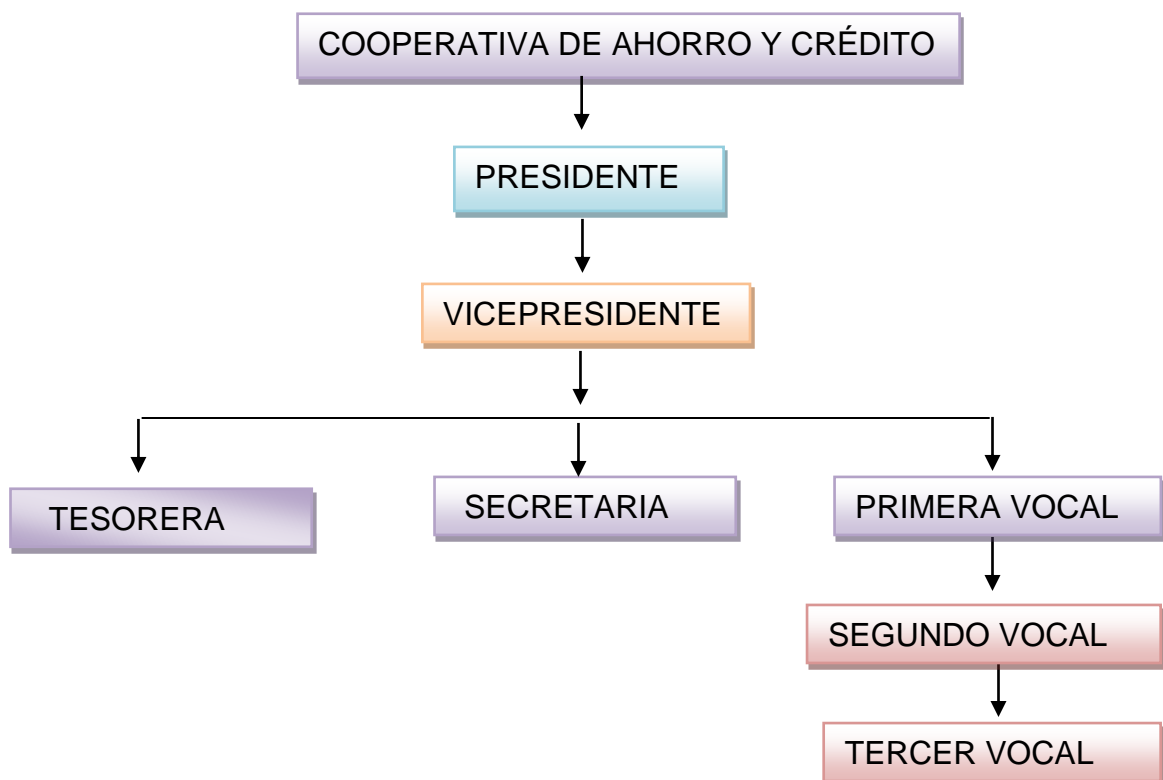 COOPERATIVA DE AHORRO Y CRÉDITO
PRESIDENTE
VICEPRESIDENTE
TESORERA
SECRETARIA
PRIMERA VOCAL
SEGUNDO VOCAL
TERCER VOCAL